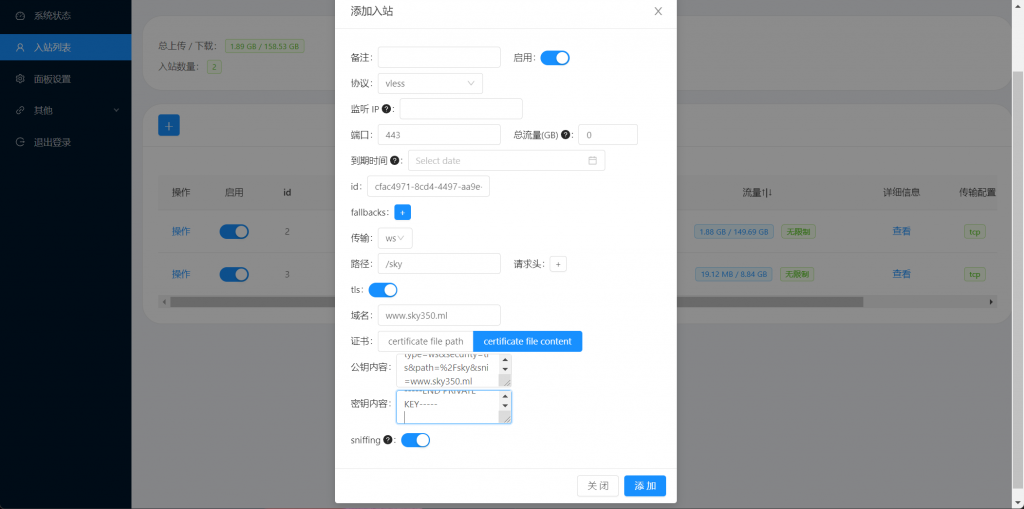 系统状态
入站列表
面板设置
其他
退出登录
总上传 / 下载： 1.89 GB / 158.53 GB
入站数量： 2
+
操作 启用 id 流量↑|↓ 详细信息 传输配置
操作 2 1.88 GB / 149.69 GB 无限制 查看 tcp
操作 3 19.12 MB / 8.84 GB 无限制 查看 tcp
添加入站
备注： 启用：
协议： vless
监听 IP ?：
端口： 443 总流量(GB) ?： 0
到期时间 ?： Select date
id： cfac4971-8cd4-4497-aa9e-
fallbacks： +
传输： ws
路径： /sky 请求头： +
tls：
域名： www.sky350.ml
证书： certificate file path certificate file content
公钥内容： type=ws&security=tl
s&path=%2Fsky&sni
=www.sky350.ml
密钥内容： -----END PRIVATE
KEY-----
sniffing ?：
关 闭 添 加